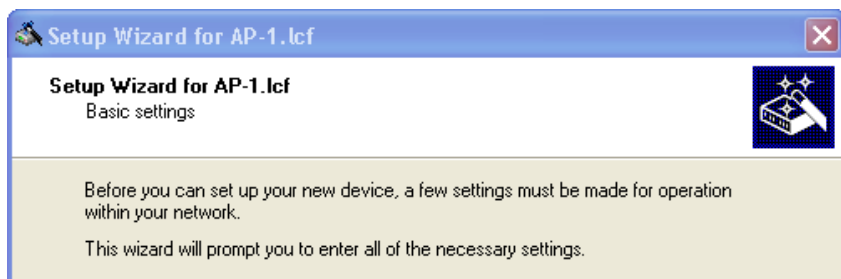 Setup Wizard for AP-1.lcf
Setup Wizard for AP-1.lcf
Basic settings
Before you can set up your new device, a few settings must be made for operation
within your network.
This wizard will prompt you to enter all of the necessary settings.